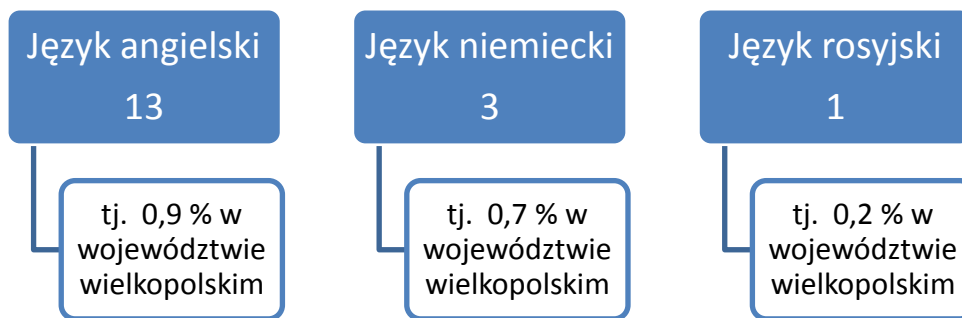 Język angielski
13
tj. 0,9 % w
województwie
wielkopolskim
Język niemiecki
3
tj. 0,7 % w
województwie
wielkopolskim
Język rosyjski
1
tj. 0,2 % w
województwie
wielkopolskim